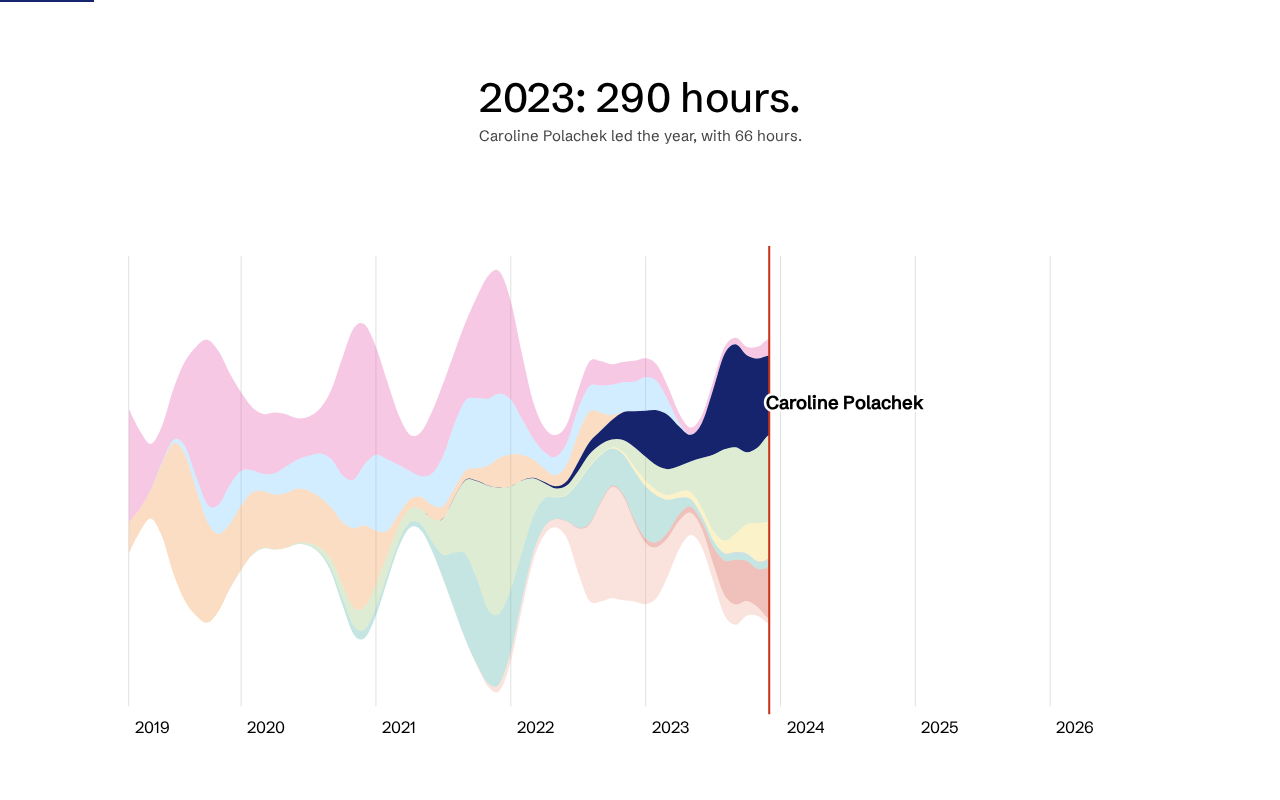 2023: 290 hours.
Caroline Polachek led the year, with 66 hours.
Caroline Polachek
2019 2020 2021 2022 2023 2024 2025 2026